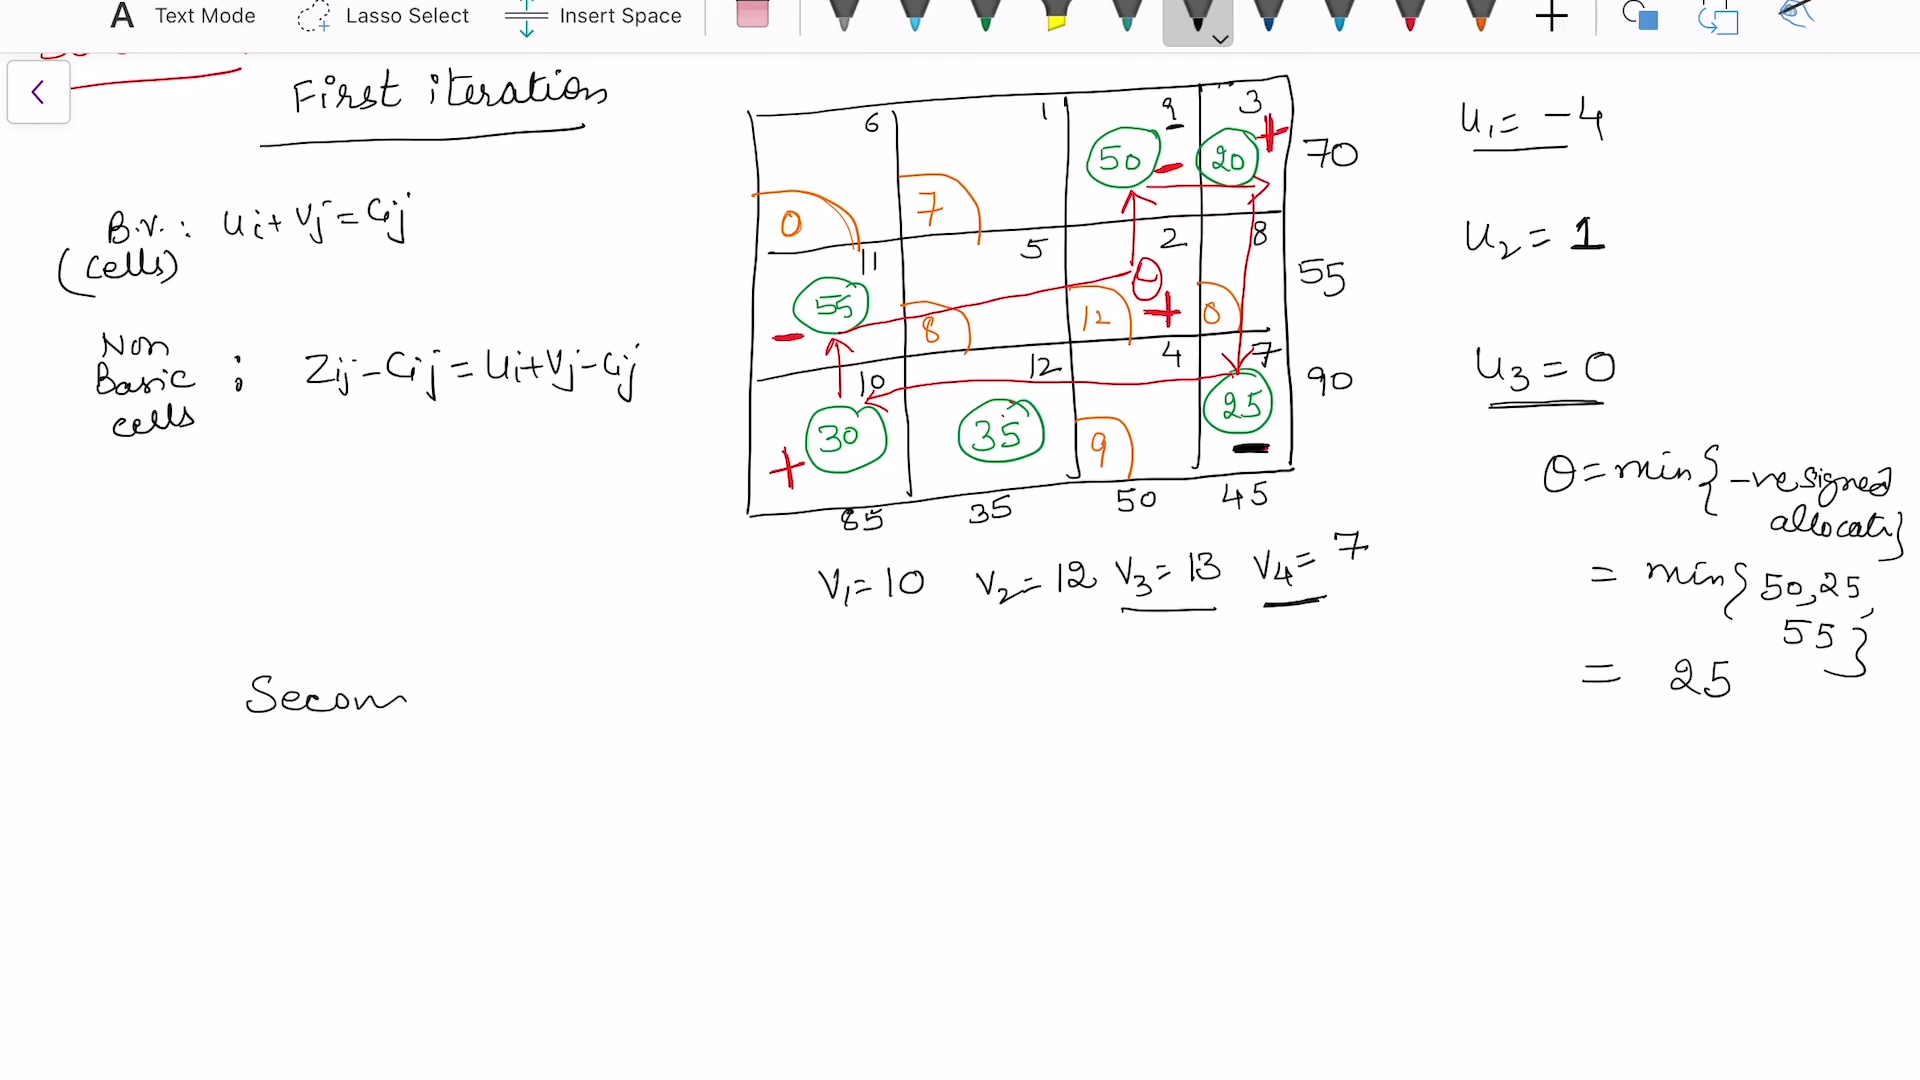 Text Mode
Lasso Select
Insert Space
First iteration
B.V. : ui + vj = cij
(cells)
Non
Basic
cells : Zij - Cij = ui + vj - cij
6 1 9 3
50 - 20 + 70
0 7
11 5 2 8
55 θ 55
- 8 12 + 0
10 12 4 7
30 35 25 90
+ 9 -
85 35 50 45
V1 = 10 V2 = 12 V3 = 13 V4 = 7
u1 = -4
u2 = 1
u3 = 0
θ = min { -ve signed
allocati }
= min { 50, 25,
55 }
= 25
Secon